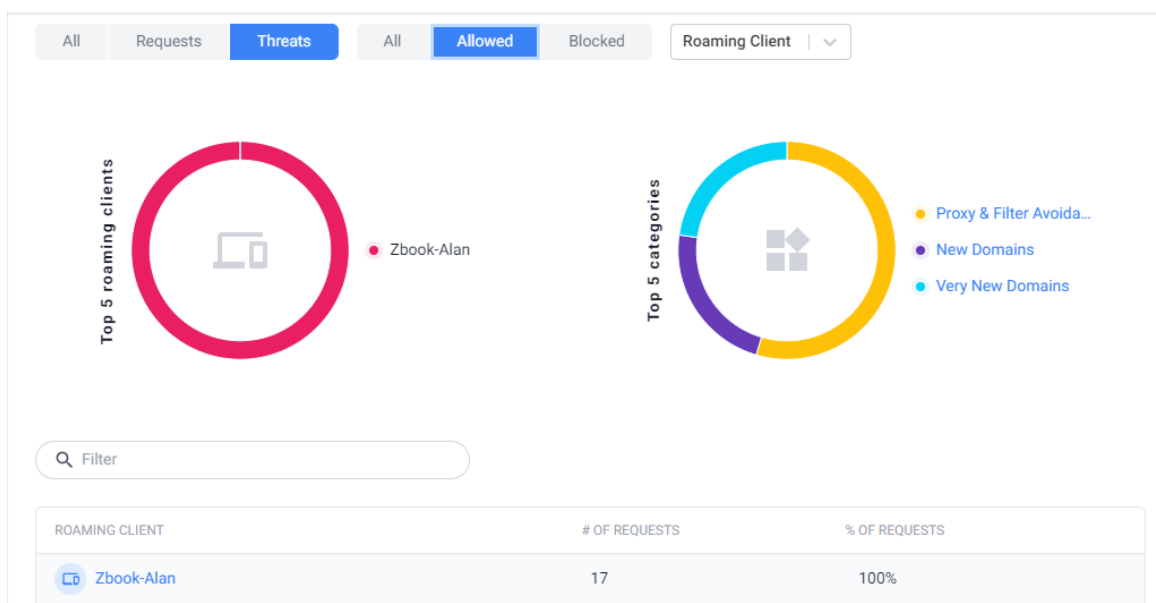 All Requests Threats All Allowed Blocked Roaming Client
Top 5 roaming clients
Zbook-Alan
Top 5 categories
Proxy & Filter Avoida...
New Domains
Very New Domains
Filter
ROAMING CLIENT # OF REQUESTS % OF REQUESTS
Zbook-Alan 17 100%